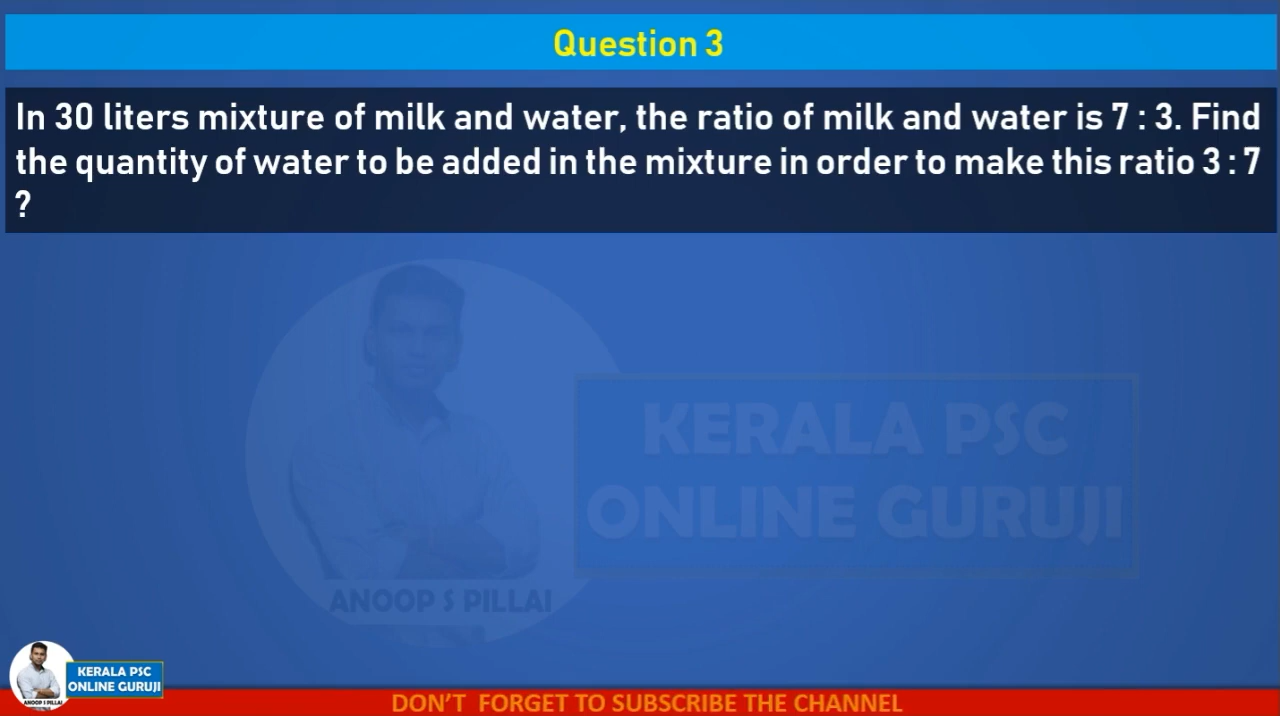 Question 3
In 30 liters mixture of milk and water, the ratio of milk and water is 7 : 3. Find
the quantity of water to be added in the mixture in order to make this ratio 3 : 7
?
KERALA PSC
ONLINE GURUJI
ANOOP S PILLAI
KERALA PSC
ONLINE GURUJI
ANOOP S PILLAI
DON'T FORGET TO SUBSCRIBE THE CHANNEL